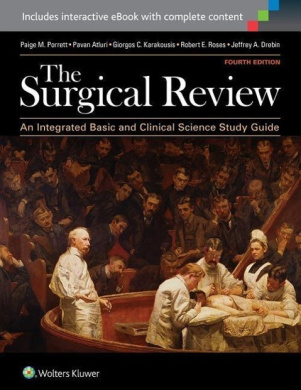 Includes interactive eBook with complete content
Paige M. Porrett • Pavan Atluri • Giorgos C. Karakousis • Robert E. Roses • Jeffrey A. Drebin
FOURTH EDITION
The
Surgical Review
An Integrated Basic and Clinical Science Study Guide
Wolters Kluwer